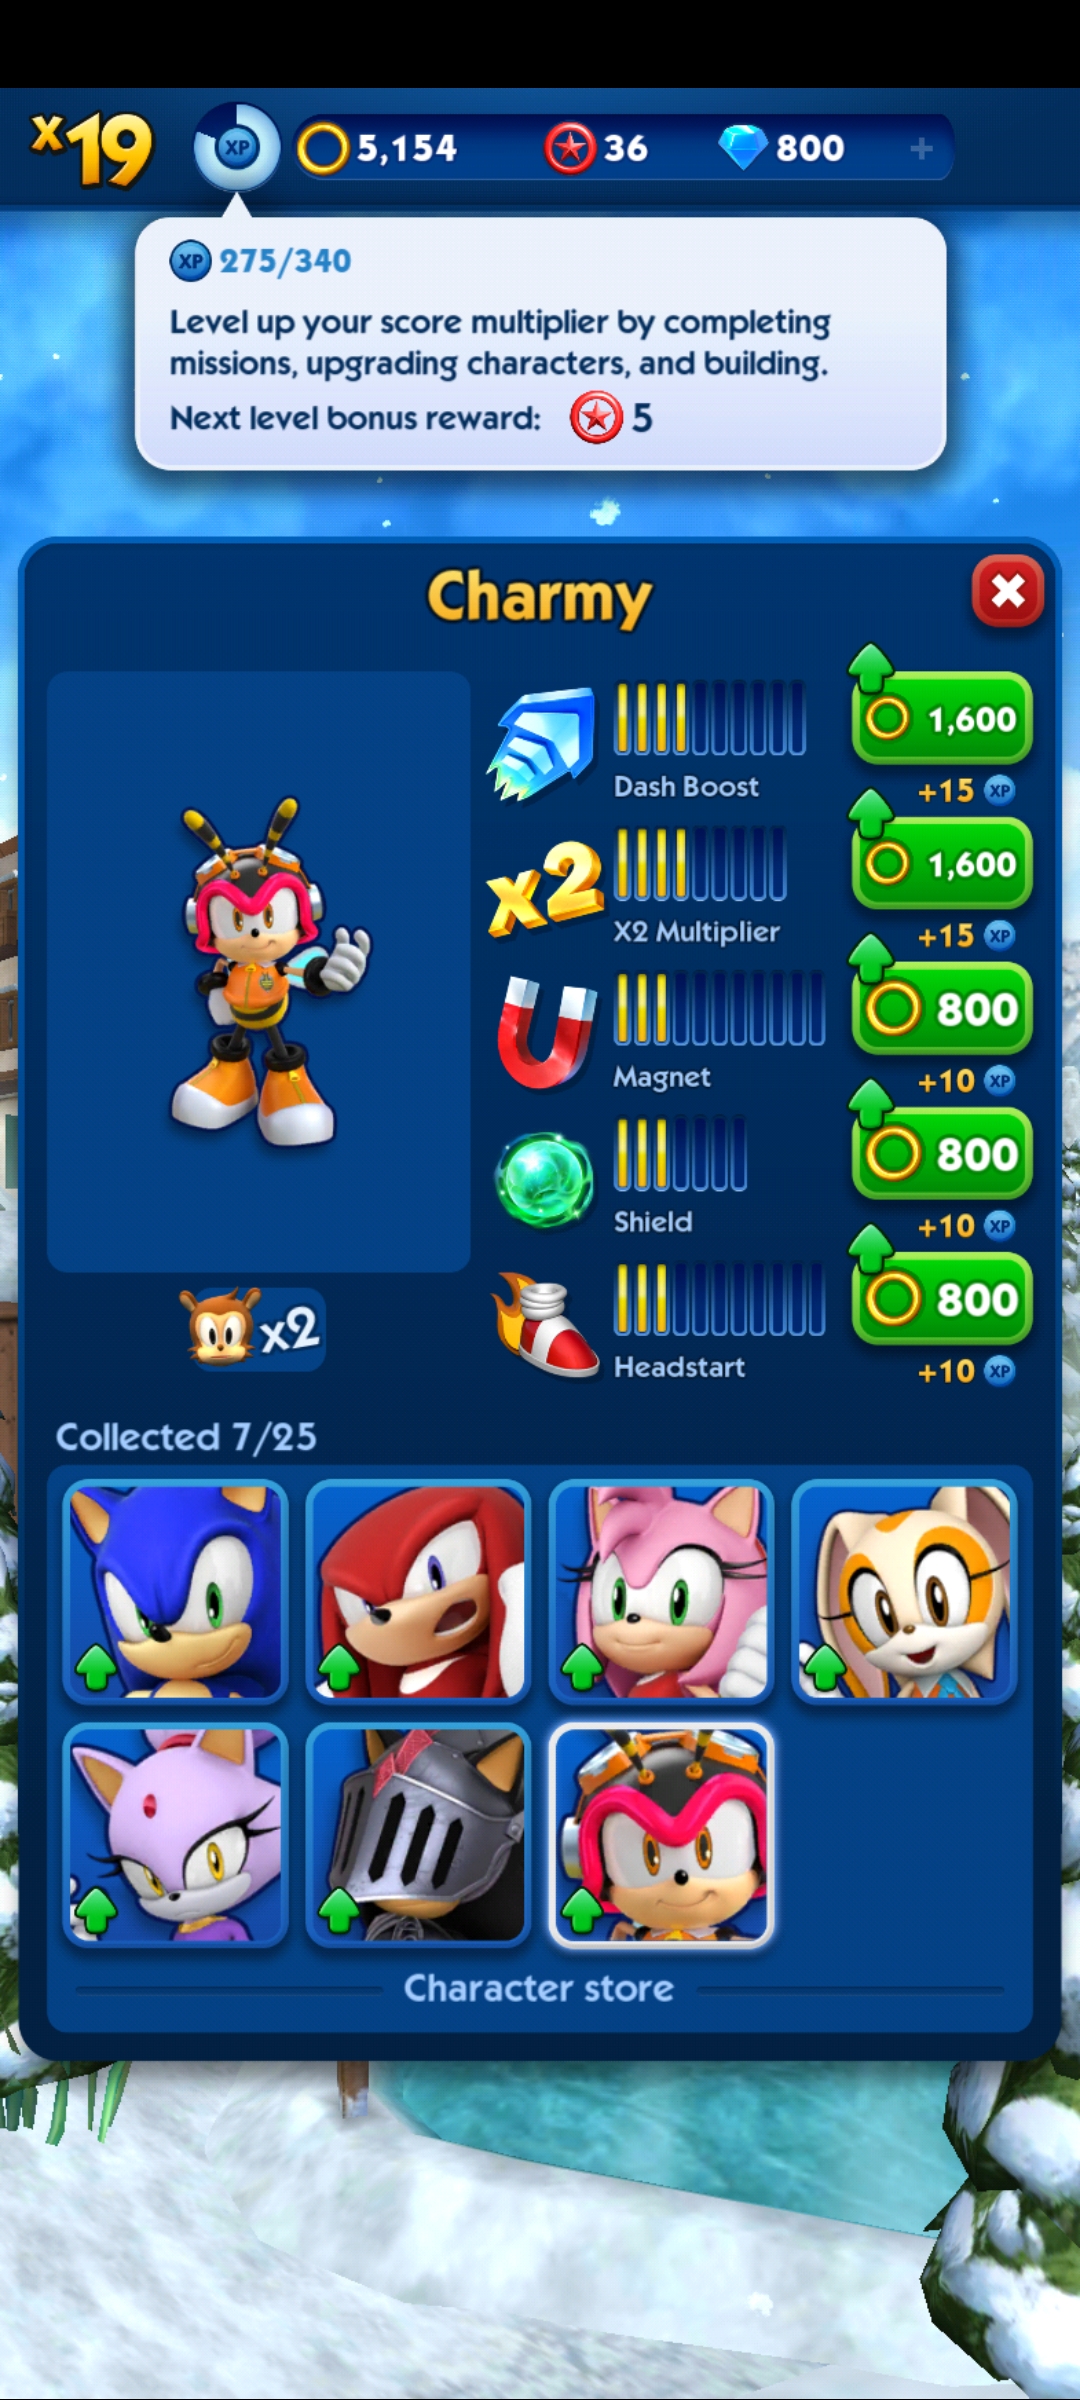 x19
XP
5,154
36
800
+
XP 275/340
Level up your score multiplier by completing
missions, upgrading characters, and building.
Next level bonus reward: 5
Charmy
1,600
Dash Boost
+15 XP
x2
1,600
X2 Multiplier
+15 XP
800
Magnet
+10 XP
800
Shield
+10 XP
800
Headstart
+10 XP
x2
Collected 7/25
Character store